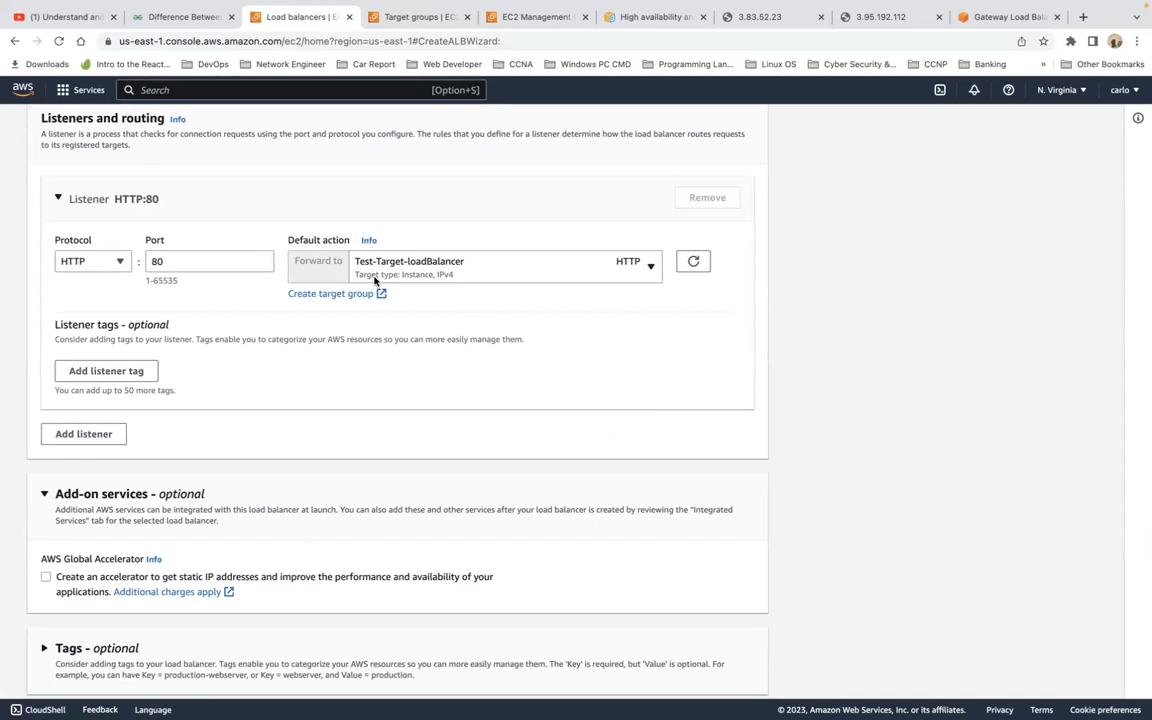 (1) Understand and
Difference Betwee
Load balancers | E
Target groups | EC
EC2 Management
High availability an
3.83.52.23
3.95.192.112
Gateway Load Bala
us-east-1.console.aws.amazon.com/ec2/home?region=us-east-1#CreateALBWizard:
Downloads
Intro to the React...
DevOps
Network Engineer
Car Report
Web Developer
CCNA
Windows PC CMD
Programming Lan...
Linux OS
Cyber Security &...
CCNP
Banking
»
Other Bookmarks
aws
Services
Search
[Option+S]
N. Virginia
carlo
Listeners and routing Info
A listener is a process that checks for connection requests using the port and protocol you configure. The rules that you define for a listener determine how the load balancer routes requests
to its registered targets.
Listener HTTP:80
Remove
Protocol
Port
Default action Info
HTTP
:
80
Forward to
Test-Target-loadBalancer
HTTP
Target type: Instance, IPv4
1-65535
Create target group
Listener tags - optional
Consider adding tags to your listener. Tags enable you to categorize your AWS resources so you can more easily manage them.
Add listener tag
You can add up to 50 more tags.
Add listener
Add-on services - optional
Additional AWS services can be integrated with this load balancer at launch. You can also add these and other services after your load balancer is created by reviewing the "Integrated
Services" tab for the selected load balancer.
AWS Global Accelerator Info
Create an accelerator to get static IP addresses and improve the performance and availability of your
applications. Additional charges apply
Tags - optional
Consider adding tags to your load balancer. Tags enable you to categorize your AWS resources so you can more easily manage them. The 'Key' is required, but 'Value' is optional. For
example, you can have Key = production-webserver, or Key = webserver, and Value = production.
CloudShell
Feedback
Language
© 2023, Amazon Web Services, Inc. or its affiliates.
Privacy
Terms
Cookie preferences